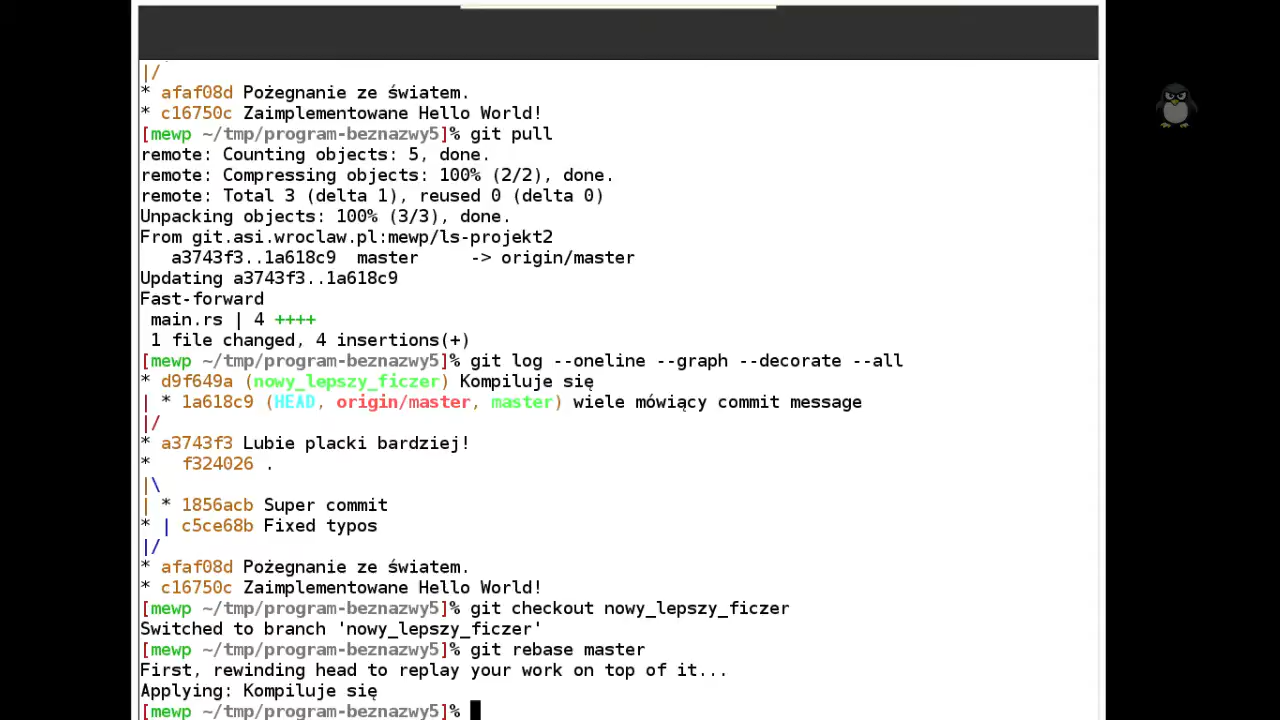 |/
* afaf08d Pożegnanie ze światem.
* c16750c Zaimplementowane Hello World!
[mewp ~/tmp/program-beznazwy5]% git pull
remote: Counting objects: 5, done.
remote: Compressing objects: 100% (2/2), done.
remote: Total 3 (delta 1), reused 0 (delta 0)
Unpacking objects: 100% (3/3), done.
From git.asi.wroclaw.pl:mewp/ls-projekt2
   a3743f3..1a618c9  master     -> origin/master
Updating a3743f3..1a618c9
Fast-forward
 main.rs | 4 ++++
 1 file changed, 4 insertions(+)
[mewp ~/tmp/program-beznazwy5]% git log --oneline --graph --decorate --all
* d9f649a (nowy_lepszy_ficzer) Kompiluje się
| * 1a618c9 (HEAD, origin/master, master) wiele mówiący commit message
|/
* a3743f3 Lubie placki bardziej!
*   f324026 .
|\
| * 1856acb Super commit
* | c5ce68b Fixed typos
|/
* afaf08d Pożegnanie ze światem.
* c16750c Zaimplementowane Hello World!
[mewp ~/tmp/program-beznazwy5]% git checkout nowy_lepszy_ficzer
Switched to branch 'nowy_lepszy_ficzer'
[mewp ~/tmp/program-beznazwy5]% git rebase master
First, rewinding head to replay your work on top of it...
Applying: Kompiluje się
[mewp ~/tmp/program-beznazwy5]%